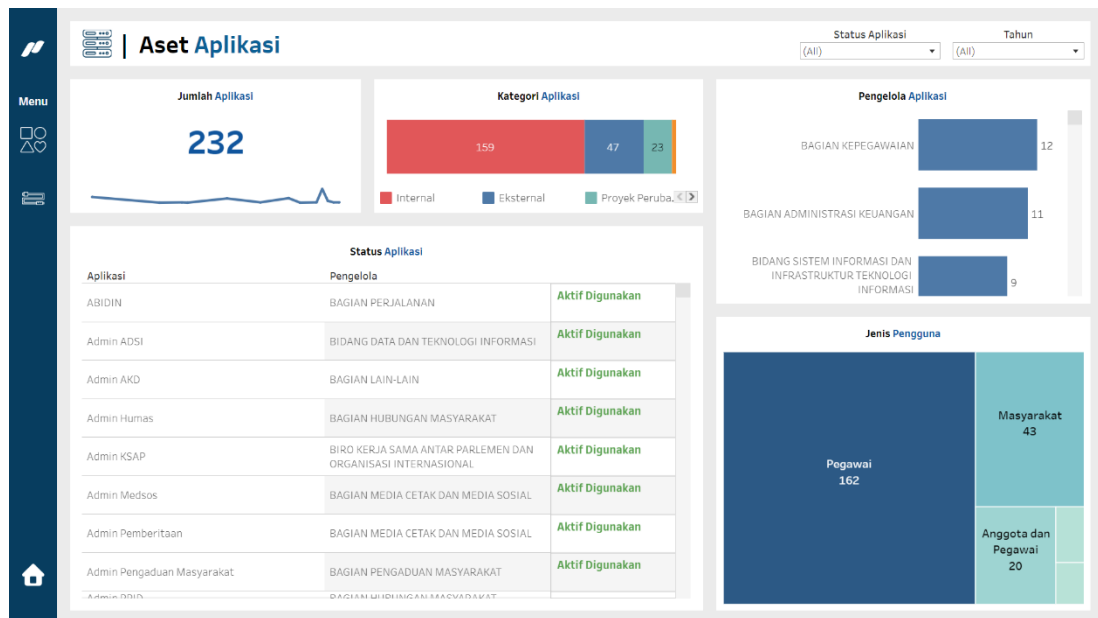 Menu
| Aset Aplikasi
Status Aplikasi
(All)
Tahun
(All)
Jumlah Aplikasi
232
Kategori Aplikasi
159
47
23
Internal
Eksternal
Proyek Peruba..
Pengelola Aplikasi
BAGIAN KEPEGAWAIAN
12
BAGIAN ADMINISTRASI KEUANGAN
11
BIDANG SISTEM INFORMASI DAN
INFRASTRUKTUR TEKNOLOGI
INFORMASI
9
Status Aplikasi
Aplikasi
Pengelola
ABIDIN
BAGIAN PERJALANAN
Aktif Digunakan
Admin ADSI
BIDANG DATA DAN TEKNOLOGI INFORMASI
Aktif Digunakan
Admin AKD
BAGIAN LAIN-LAIN
Aktif Digunakan
Admin Humas
BAGIAN HUBUNGAN MASYARAKAT
Aktif Digunakan
Admin KSAP
BIRO KERJA SAMA ANTAR PARLEMEN DAN
ORGANISASI INTERNASIONAL
Aktif Digunakan
Admin Medsos
BAGIAN MEDIA CETAK DAN MEDIA SOSIAL
Aktif Digunakan
Admin Pemberitaan
BAGIAN MEDIA CETAK DAN MEDIA SOSIAL
Aktif Digunakan
Admin Pengaduan Masyarakat
BAGIAN PENGADUAN MASYARAKAT
Aktif Digunakan
Admin PPID
BAGIAN HUBUNGAN MASYARAKAT
Jenis Pengguna
Pegawai
162
Masyarakat
43
Anggota dan
Pegawai
20